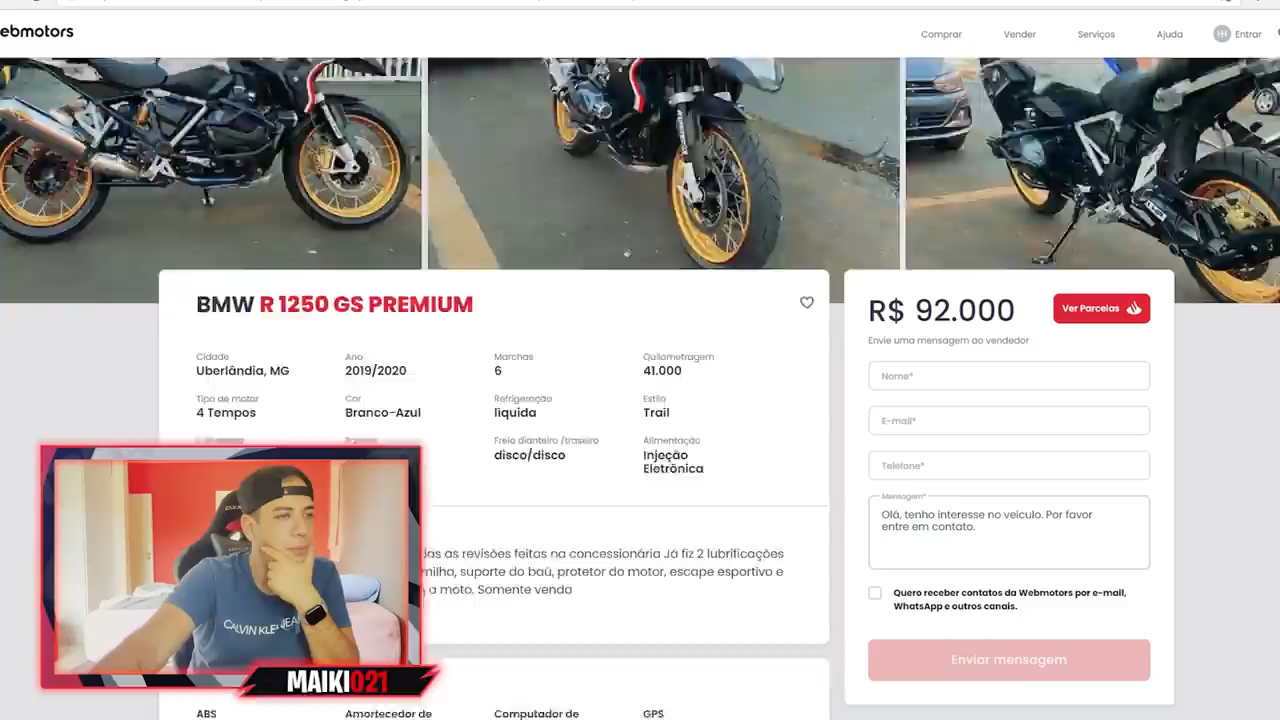 ebmotors
Comprar
Vender
Serviços
Ajuda
Entrar
BMW R 1250 GS PREMIUM
Cidade
Uberlândia, MG
Ano
2019/2020
Marchas
6
Quilometragem
41.000
Tipo de motor
4 Tempos
Cor
Branco-Azul
Refrigeração
líquida
Estilo
Trail
Freio dianteiro /traseiro
disco/disco
Alimentação
Injeção
Eletrônica
as revisões feitas na concessionária Já fiz 2 lubrificações
suporte do baú, protetor do motor, escape esportivo e
a moto. Somente venda
ABS
Amortecedor de
Computador de
GPS
R$ 92.000
Ver Parcelas
Envie uma mensagem ao vendedor
Nome*
E-mail*
Telefone*
Mensagem*
Olá, tenho interesse no veículo. Por favor
entre em contato.
Quero receber contatos da Webmotors por e-mail,
WhatsApp e outros canais.
Enviar mensagem
CALVIN KLEIN JEA
MAIKI021